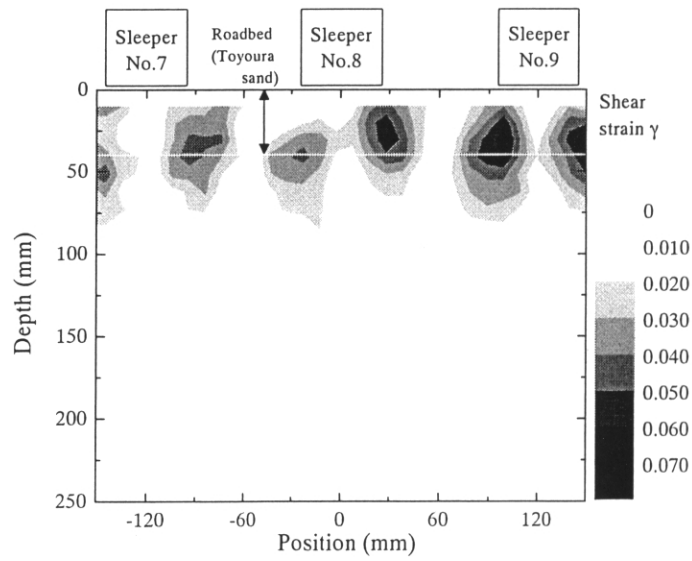 Sleeper
No.7
Roadbed
(Toyoura
sand)
Sleeper
No.8
Sleeper
No.9
Shear
strain γ
0
50
100
150
200
250
Depth (mm)
-120
-60
0
60
120
Position (mm)
0
0.010
0.020
0.030
0.040
0.050
0.060
0.070